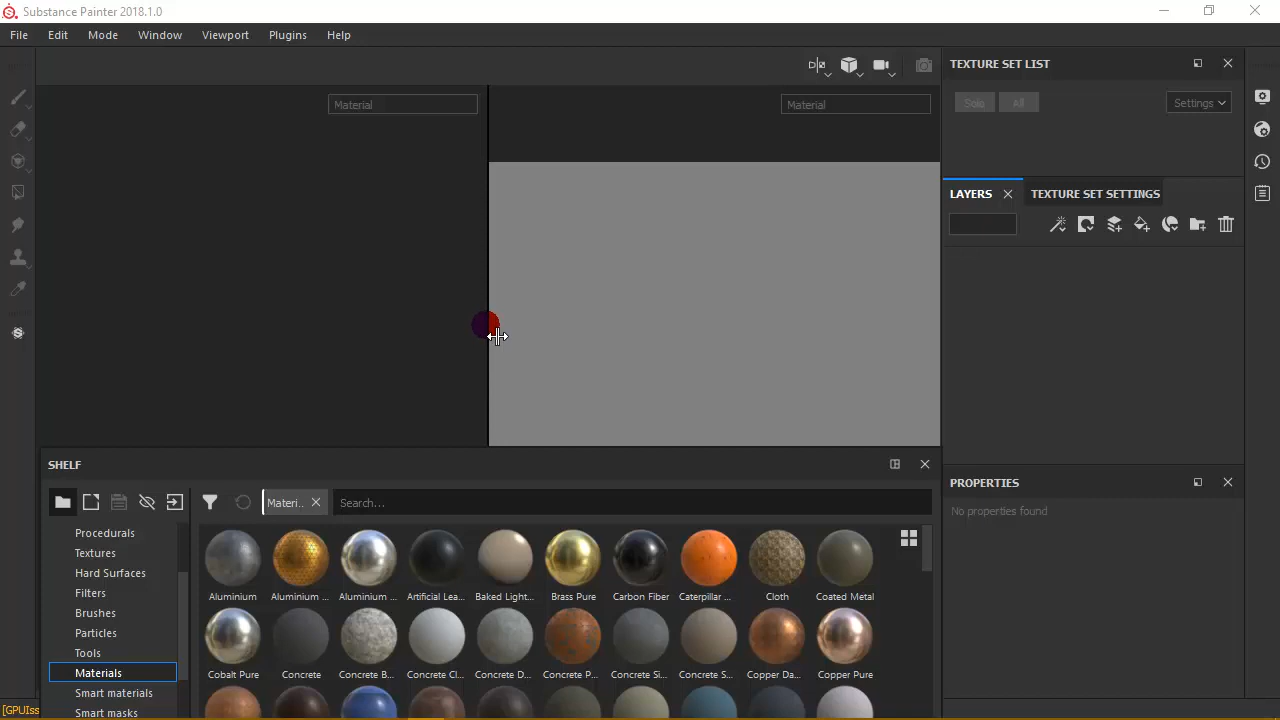 Substance Painter 2018.1.0
File Edit Mode Window Viewport Plugins Help
Material
Material
TEXTURE SET LIST
Solo All Settings
LAYERS TEXTURE SET SETTINGS
SHELF
Materi.. Search...
Procedurals
Textures
Hard Surfaces
Filters
Brushes
Particles
Tools
Materials
Smart materials
Smart masks
Aluminium Aluminium ... Aluminium ... Artificial Lea... Baked Light... Brass Pure Carbon Fiber Caterpillar ... Cloth Coated Metal
Cobalt Pure Concrete Concrete B... Concrete Cl... Concrete D... Concrete P... Concrete Si... Concrete S... Copper Da... Copper Pure
PROPERTIES
No properties found
[GPUIss